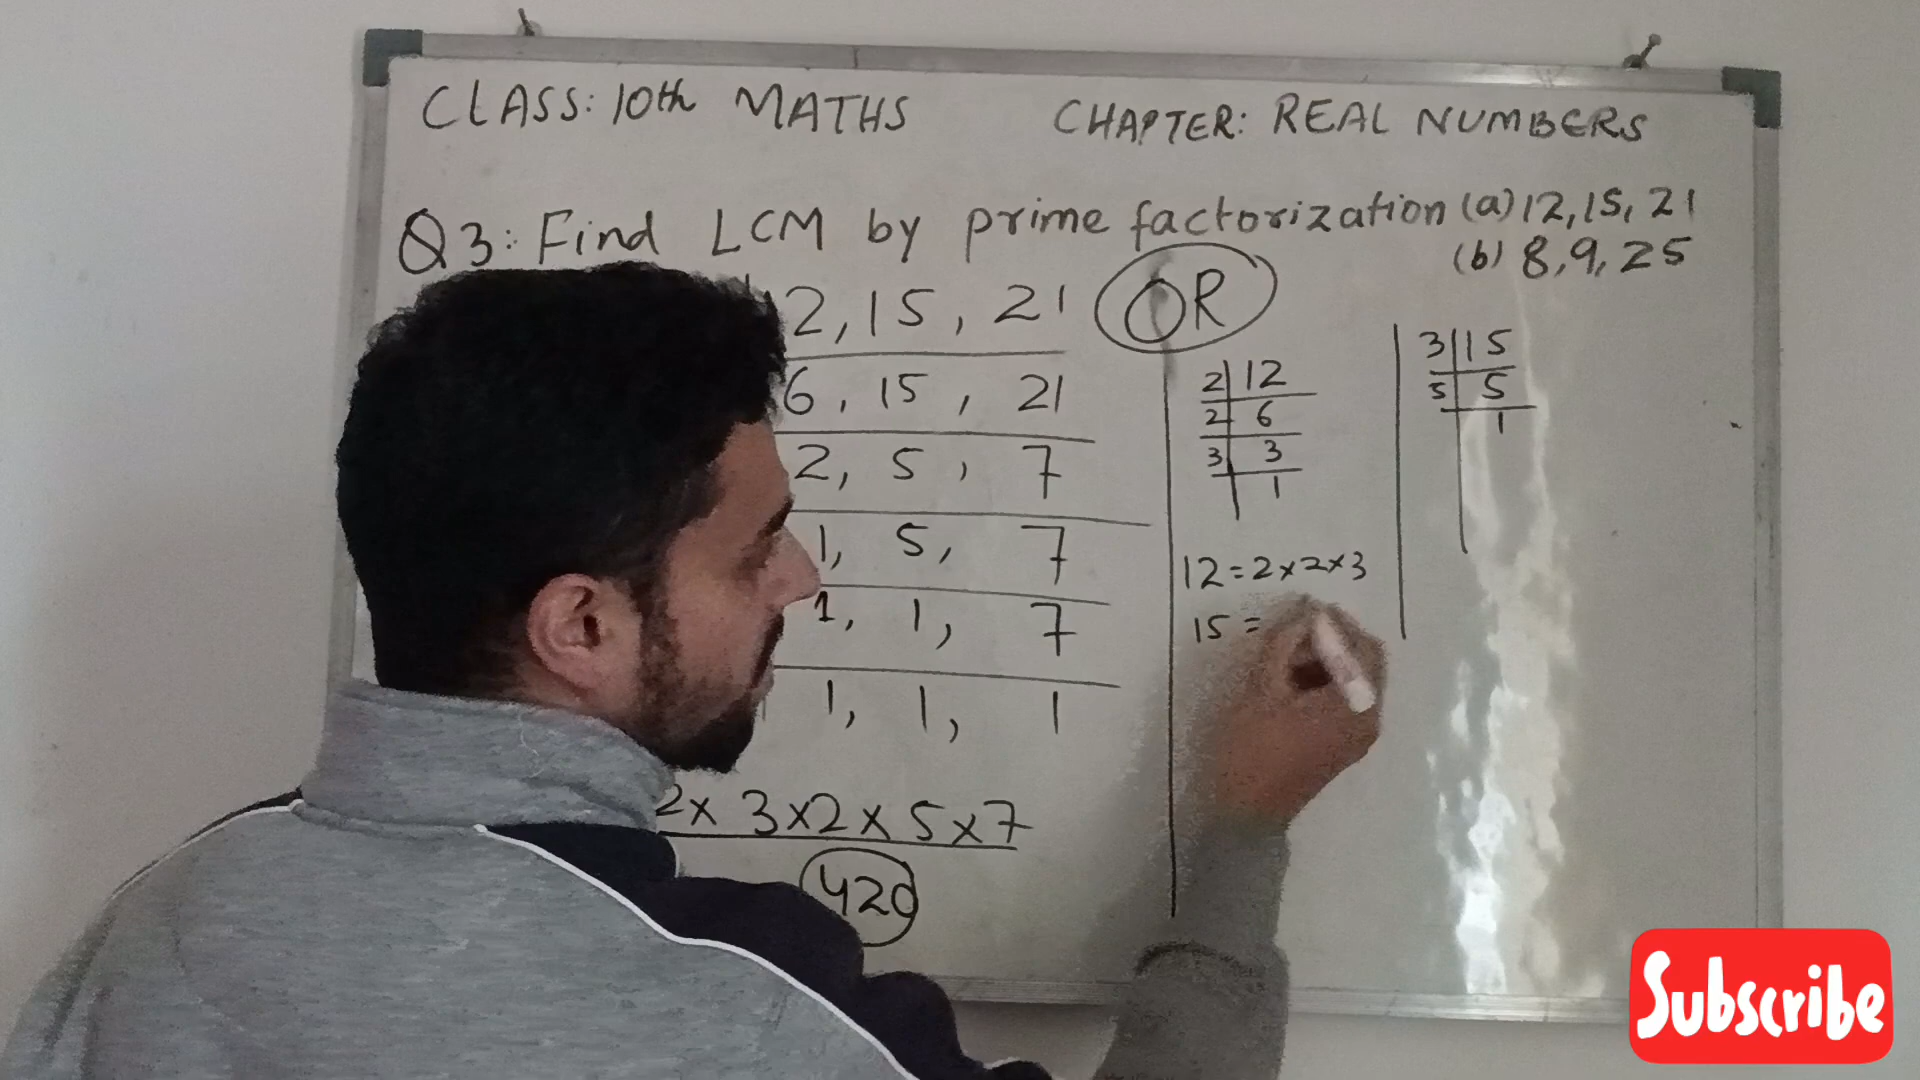 CLASS: 10th MATHS
CHAPTER: REAL NUMBERS
Q3: Find LCM by prime factorization (a) 12, 15, 21
(b) 8, 9, 25
2, 15, 21
6, 15, 21
2, 5, 7
1, 5, 7
1, 1, 7
1, 1, 1
2 x 3 x 2 x 5 x 7
420
OR
2 | 12
2 | 6
3 | 3
1
12 = 2 x 2 x 3
15 =
3 | 15
5 | 5
1
Subscribe